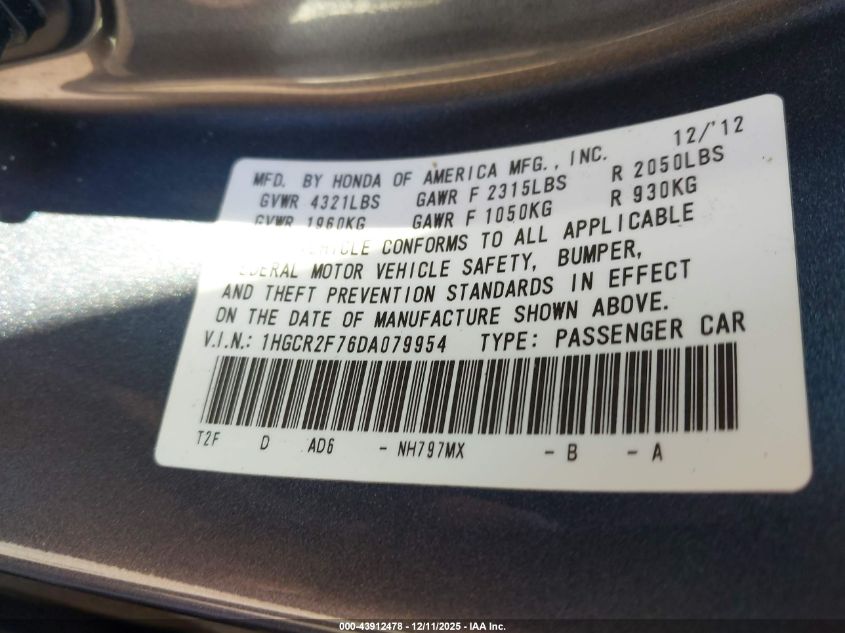 12/'12
MFD. BY HONDA OF AMERICA MFG., INC.
GVWR 4321LBS GAWR F 2315LBS R 2050LBS
GVWR 1960KG GAWR F 1050KG R 930KG
VEHICLE CONFORMS TO ALL APPLICABLE
FEDERAL MOTOR VEHICLE SAFETY, BUMPER,
AND THEFT PREVENTION STANDARDS IN EFFECT
ON THE DATE OF MANUFACTURE SHOWN ABOVE.
V.I.N.: 1HGCR2F76DA079954 TYPE: PASSENGER CAR
T2F D AD6 - NH797MX - B - A
000-43912478 - 12/11/2025 - IAA Inc.